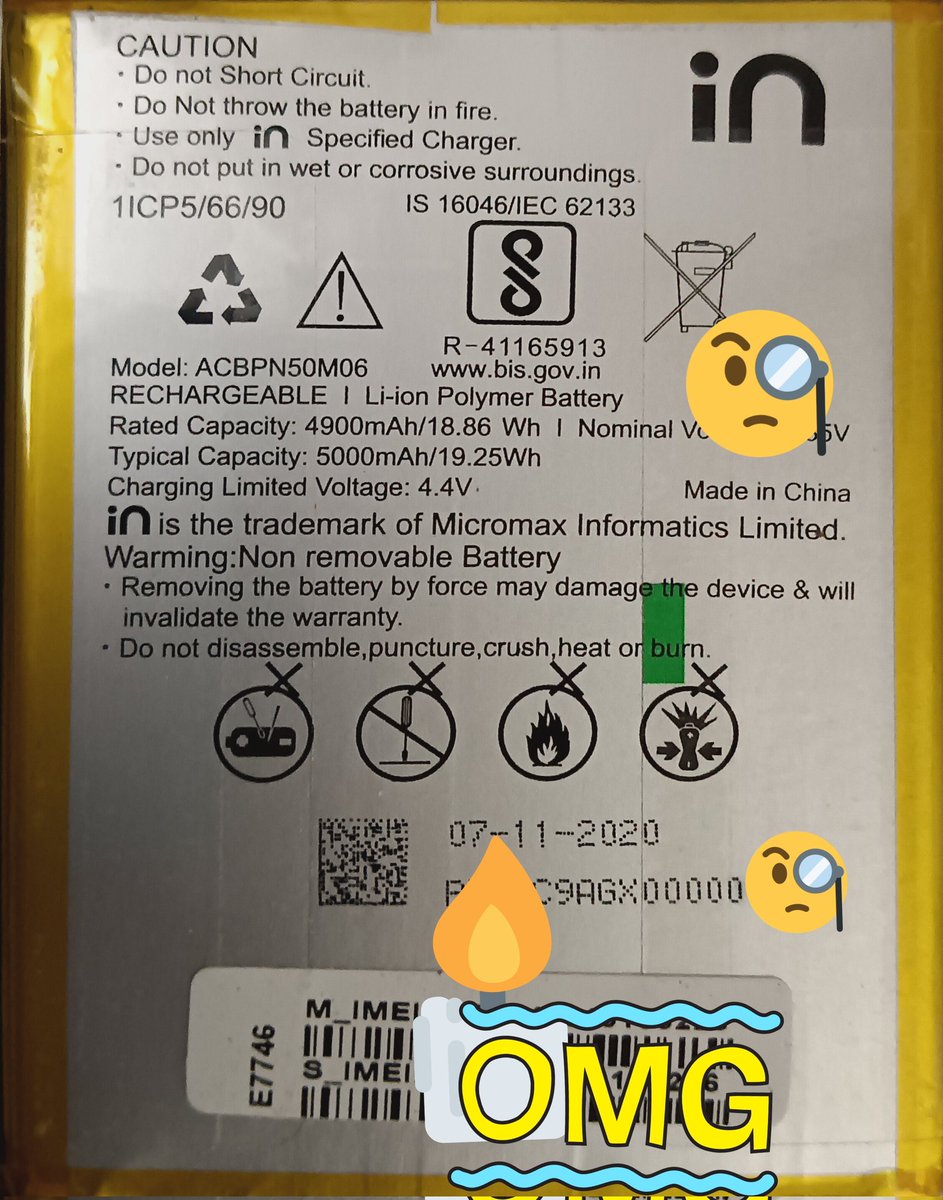 CAUTION
in
· Do not Short Circuit.
· Do Not throw the battery in fire.
· Use only in Specified Charger.
· Do not put in wet or corrosive surroundings.
1ICP5/66/90 IS 16046/IEC 62133
R-41165913
Model: ACBPN50M06 www.bis.gov.in
RECHARGEABLE I Li-ion Polymer Battery
Rated Capacity: 4900mAh/18.86 Wh I Nominal
Typical Capacity: 5000mAh/19.25Wh
Charging Limited Voltage: 4.4V Made in China
in is the trademark of Micromax Informatics Limited.
Warming:Non removable Battery
· Removing the battery by force may damage the device & will
invalidate the warranty.
· Do not disassemble,puncture,crush,heat or burn.
07-11-2020
C9AGX00000
E7746
M_IMEI
S_IMEI
OMG